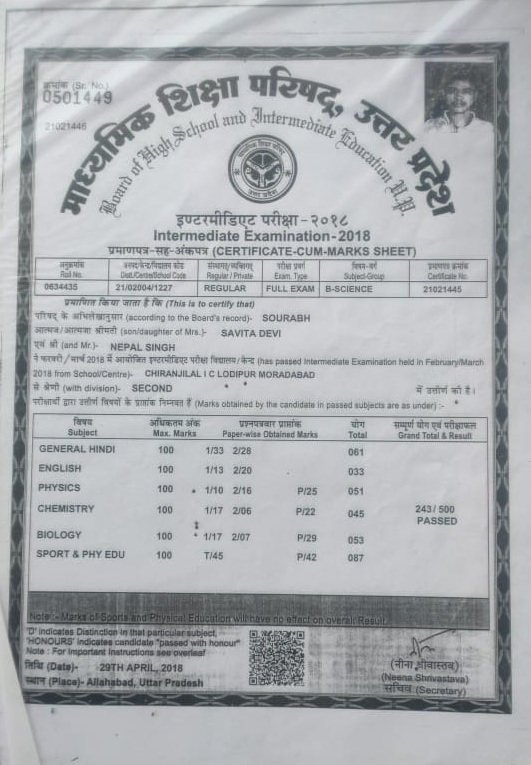 क्रमांक (Sr. No.)
0501449
21021445
माध्यमिक शिक्षा परिषद्, उत्तर प्रदेश
Board of High School and Intermediate Education U.P.
इण्टरमीडिएट परीक्षा - २०१८
Intermediate Examination-2018
प्रमाणपत्र-सह-अंकपत्र (CERTIFICATE-CUM-MARKS SHEET)
अनुक्रमांक जनपद/केन्द्र/विद्यालय कोड संस्थागत/व्यक्तिगत परीक्षा प्रकार विषय-वर्ग प्रमाणपत्र क्रमांक
Roll No. Dist./Centre/School Code Regular / Private Exam. Type Subject-Group Certificate No.
0634435 21/02004/1227 REGULAR FULL EXAM B-SCIENCE 21021445
प्रमाणित किया जाता है कि (This is to certify that)
परिषद के अभिलेखानुसार (according to the Board's record)- SOURABH
आत्मज/आत्मजा श्रीमती (son/daughter of Mrs.)- SAVITA DEVI
एवं श्री (and Mr.)- NEPAL SINGH
ने फरवरी/मार्च 2018 में आयोजित इण्टरमीडिएट परीक्षा विद्यालय/केन्द्र (has passed Intermediate Examination held in February/March
2018 from School/Centre)- CHIRANJILAL I C LODIPUR MORADABAD
से श्रेणी (with division)- SECOND में उत्तीर्ण की है।
परीक्षार्थी द्वारा उत्तीर्ण विषयों के प्राप्तांक निम्नवत हैं (Marks obtained by the candidate in passed subjects are as under) :-
विषय अधिकतम अंक प्रश्नपत्रवार प्राप्तांक योग सम्पूर्ण योग एवं परीक्षाफल
Subject Max. Marks Paper-wise Obtained Marks Total Grand Total & Result
GENERAL HINDI 100 1/33 2/28 061
ENGLISH 100 1/13 2/20 033
PHYSICS 100 1/10 2/16 P/25 051
CHEMISTRY 100 1/17 2/06 P/22 045 243/500
PASSED
BIOLOGY 100 1/17 2/07 P/29 053
SPORT & PHY EDU 100 T/45 P/42 087
Note :- Marks of Sports and Physical Education will have no effect on overall Result.
'D' indicates Distinction in that particular subject.
'HONOURS' indicates candidate "passed with honour"
Note : For Important Instructions see overleaf
तिथि (Date)- 29TH APRIL, 2018
स्थान (Place)- Allahabad, Uttar Pradesh
(नीना श्रीवास्तव)
(Neena Shrivastava)
सचिव (Secretary)